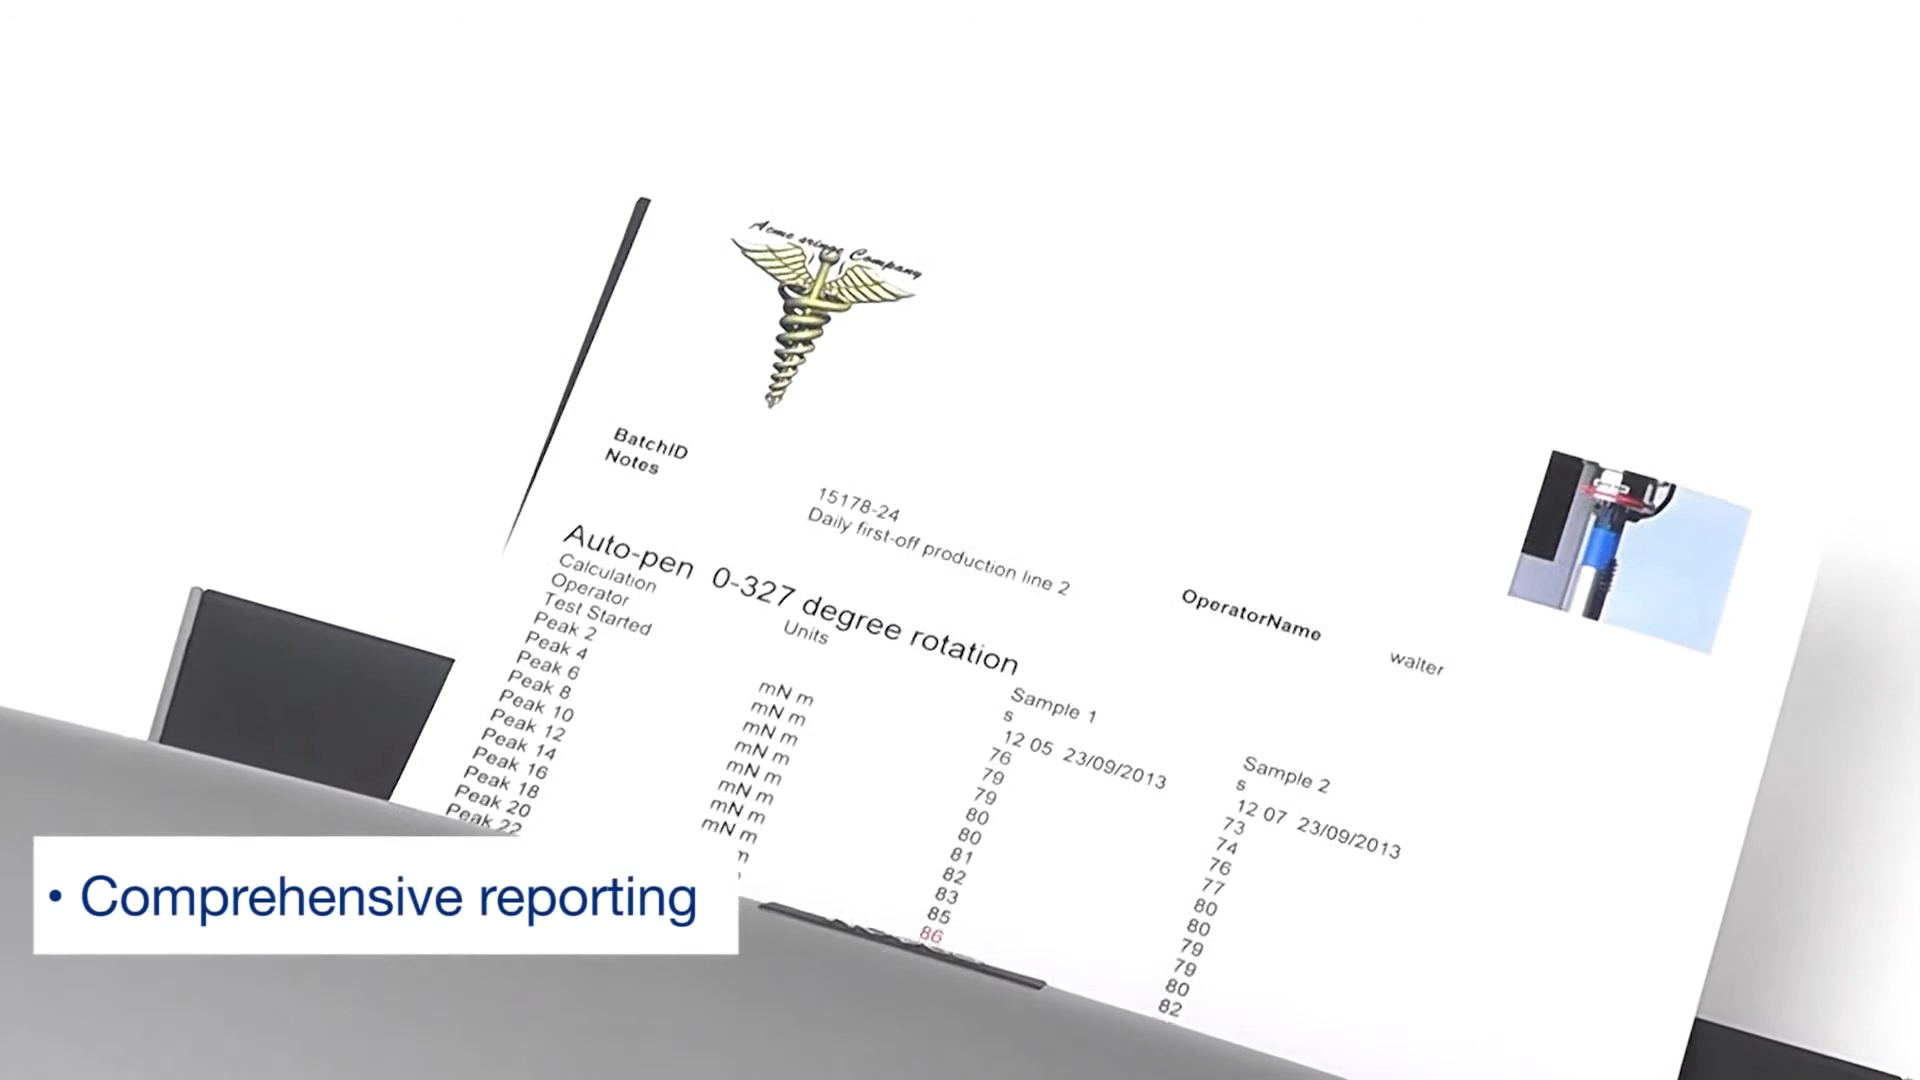 Acme sringe Company
BatchID
Notes
15178-24
Daily first-off production line 2
OperatorName
walter
Auto-pen 0-327 degree rotation
Calculation Units Sample 1 Sample 2
Operator s s
Test Started 12 05 23/09/2013 12 07 23/09/2013
Peak 2 mN m 76 73
Peak 4 mN m 79 74
Peak 6 mN m 79 76
Peak 8 mN m 80 77
Peak 10 mN m 80 80
Peak 12 mN m 81 80
Peak 14 mN m 82 79
Peak 16 mN m 83 79
Peak 18 m 85 80
Peak 20 86 82
Peak 22
• Comprehensive reporting